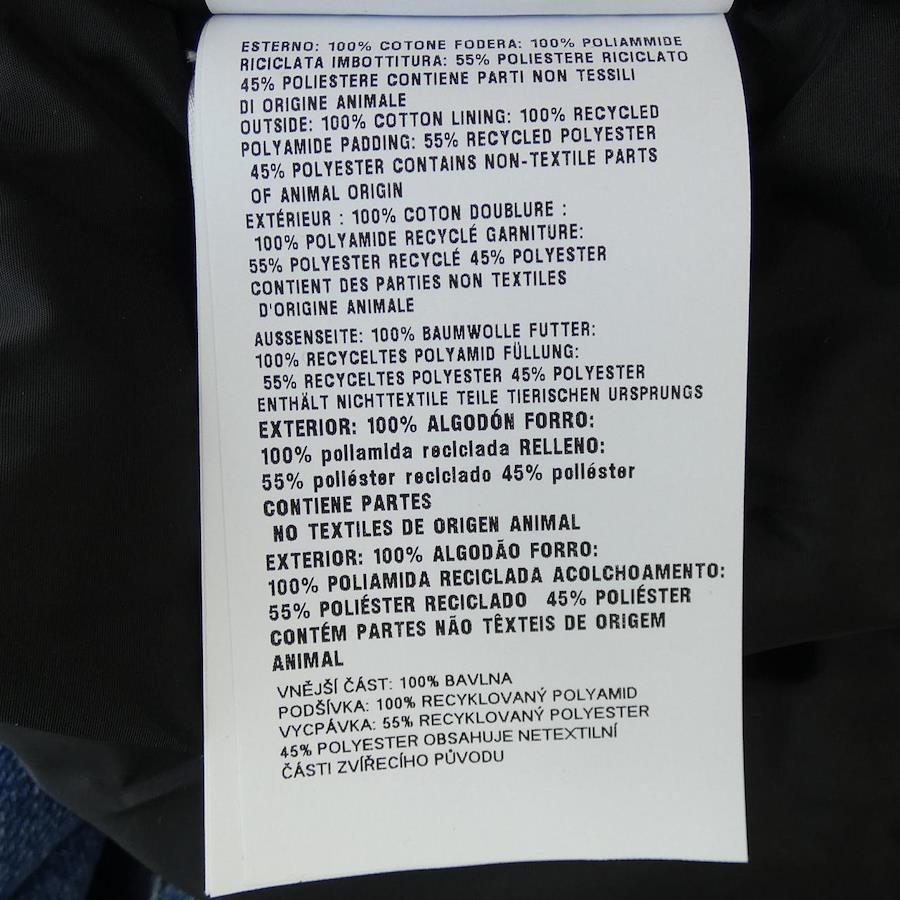 ESTERNO: 100% COTONE FODERA: 100% POLIAMMIDE
RICICLATA IMBOTTITURA: 55% POLIESTERE RICICLATO
45% POLIESTERE CONTIENE PARTI NON TESSILI
DI ORIGINE ANIMALE
OUTSIDE: 100% COTTON LINING: 100% RECYCLED
POLYAMIDE PADDING: 55% RECYCLED POLYESTER
45% POLYESTER CONTAINS NON-TEXTILE PARTS
OF ANIMAL ORIGIN
EXTÉRIEUR : 100% COTON DOUBLURE :
100% POLYAMIDE RECYCLÉ GARNITURE:
55% POLYESTER RECYCLÉ 45% POLYESTER
CONTIENT DES PARTIES NON TEXTILES
D'ORIGINE ANIMALE
AUSSENSEITE: 100% BAUMWOLLE FUTTER:
100% RECYCELTES POLYAMID FÜLLUNG:
55% RECYCELTES POLYESTER 45% POLYESTER
ENTHÄLT NICHTTEXTILE TEILE TIERISCHEN URSPRUNGS
EXTERIOR: 100% ALGODÓN FORRO:
100% poliamida reciclada RELLENO:
55% poliéster reciclado 45% poliéster
CONTIENE PARTES
NO TEXTILES DE ORIGEN ANIMAL
EXTERIOR: 100% ALGODÃO FORRO:
100% POLIAMIDA RECICLADA ACOLCHOAMENTO:
55% POLIÉSTER RECICLADO 45% POLIÉSTER
CONTÉM PARTES NÃO TÊXTEIS DE ORIGEM
ANIMAL
VNĚJŠÍ ČÁST: 100% BAVLNA
PODŠÍVKA: 100% RECYKLOVANÝ POLYAMID
VYCPÁVKA: 55% RECYKLOVANÝ POLYESTER
45% POLYESTER OBSAHUJE NETEXTILNÍ
ČÁSTI ZVÍŘECÍHO PŮVODU